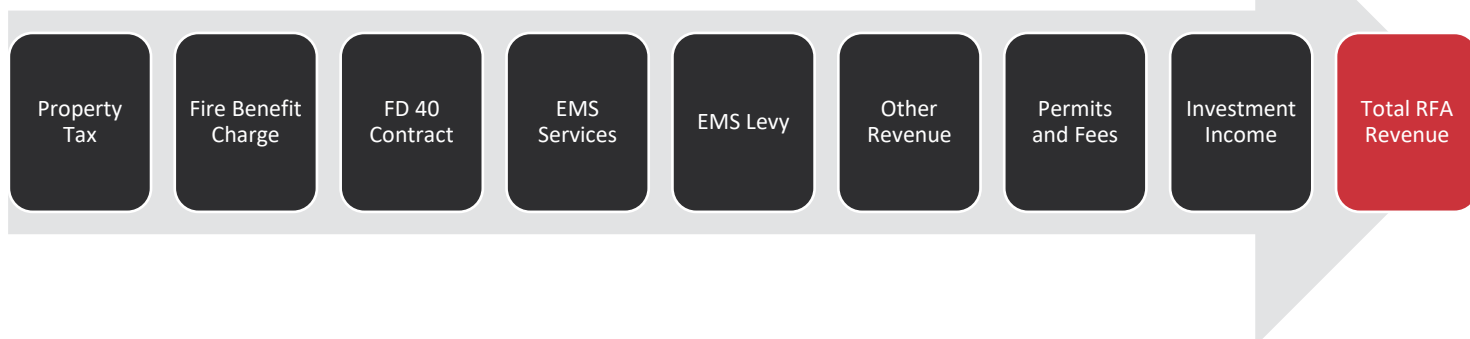 Property
Tax
Fire Benefit
Charge
FD 40
Contract
EMS
Services
EMS Levy
Other
Revenue
Permits
and Fees
Investment
Income
Total RFA
Revenue